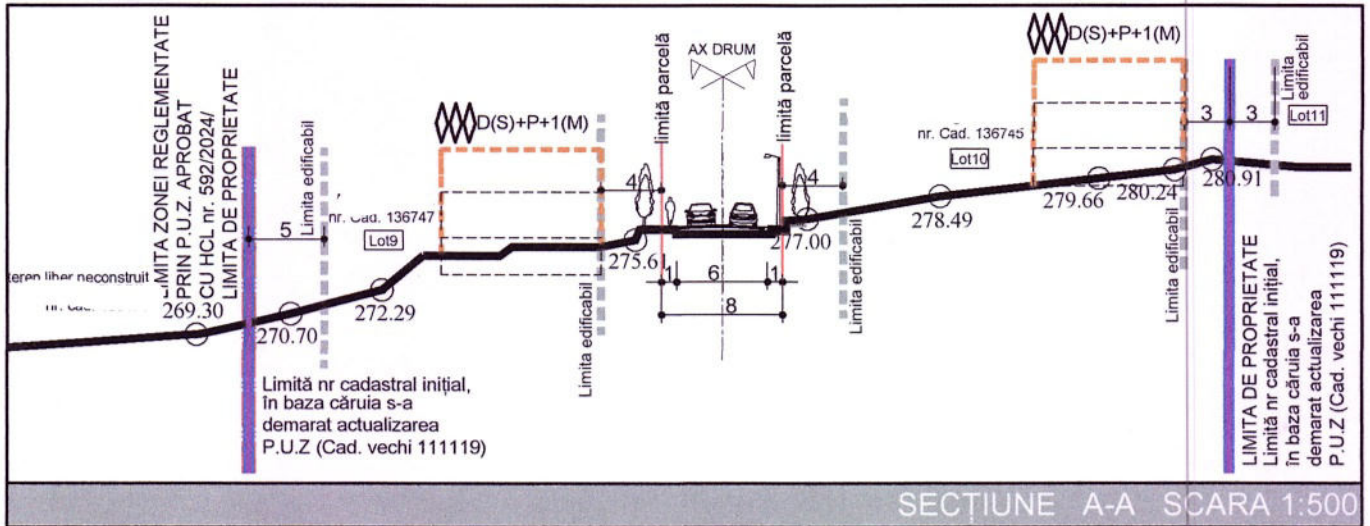 LIMITA ZONEI REGLEMENTATE
PRIN P.U.Z. APROBAT
CU HCL nr. 592/2024/
LIMITA DE PROPRIETATE
5
Limita edificabil
nr. Cad. 136747
Lot9
teren liber neconstruit
269.30
270.70
272.29
Limită nr cadastral inițial,
în baza căruia s-a
demarat actualizarea
P.U.Z (Cad. vechi 111119)
D(S)+P+1(M)
Limita edificabil
4
275.6
limită parcelă
AX DRUM
limită parcelă
1
6
1
8
4
277.00
Limita edificabil
nr. Cad. 136745
Lot10
278.49
D(S)+P+1(M)
279.66
280.24
280.91
Limita edificabil
3
3
Limita
edificabil
Lot11
LIMITA DE PROPRIETATE
Limită nr cadastral inițial,
în baza căruia s-a
demarat actualizarea
P.U.Z (Cad. vechi 111119)
SECȚIUNE A-A SCARA 1:500